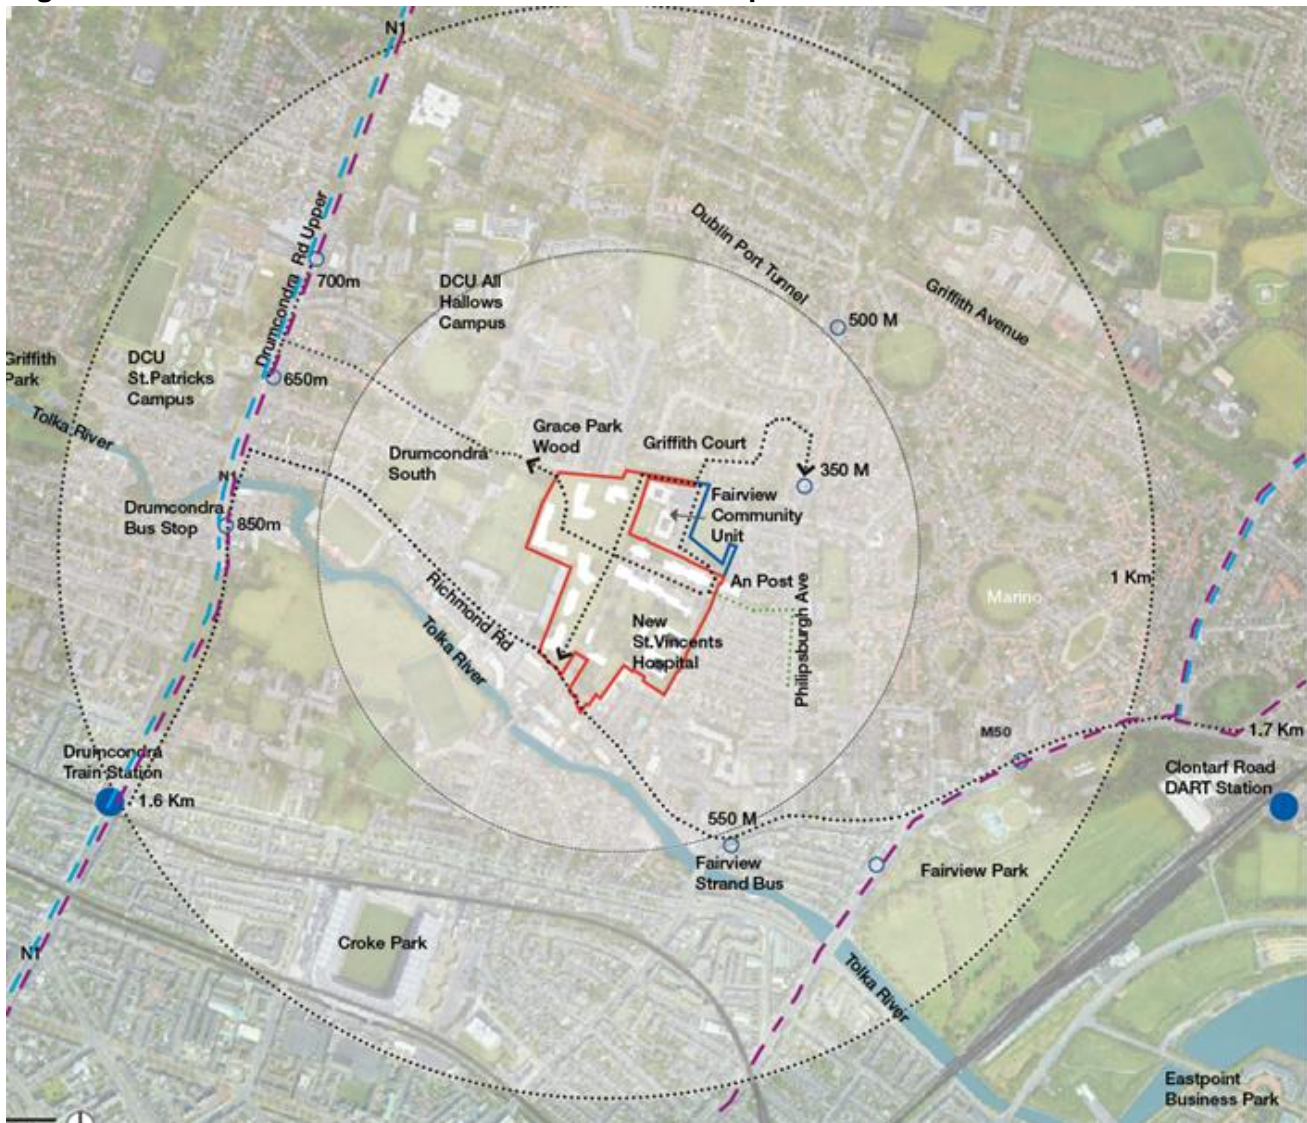 N1
Drumcondra Rd Upper
700m
DCU All
Hallows
Campus
Dublin Port Tunnel
500 M
Griffith Avenue
Griffith
Park
DCU
St.Patricks
Campus
650m
Tolka River
Grace Park
Wood
Drumcondra
South
Griffith Court
350 M
N1
Drumcondra
Bus Stop
850m
Fairview
Community
Unit
An Post
1 Km
Marino
Richmond Rd
Tolka River
New
St.Vincents
Hospital
Philipsburgh Ave
M50
1.7 Km
Drumcondra
Train Station
1.6 Km
Clontarf Road
DART Station
550 M
Fairview
Strand Bus
Fairview Park
Croke Park
N1
Tolka River
Eastpoint
Business Park